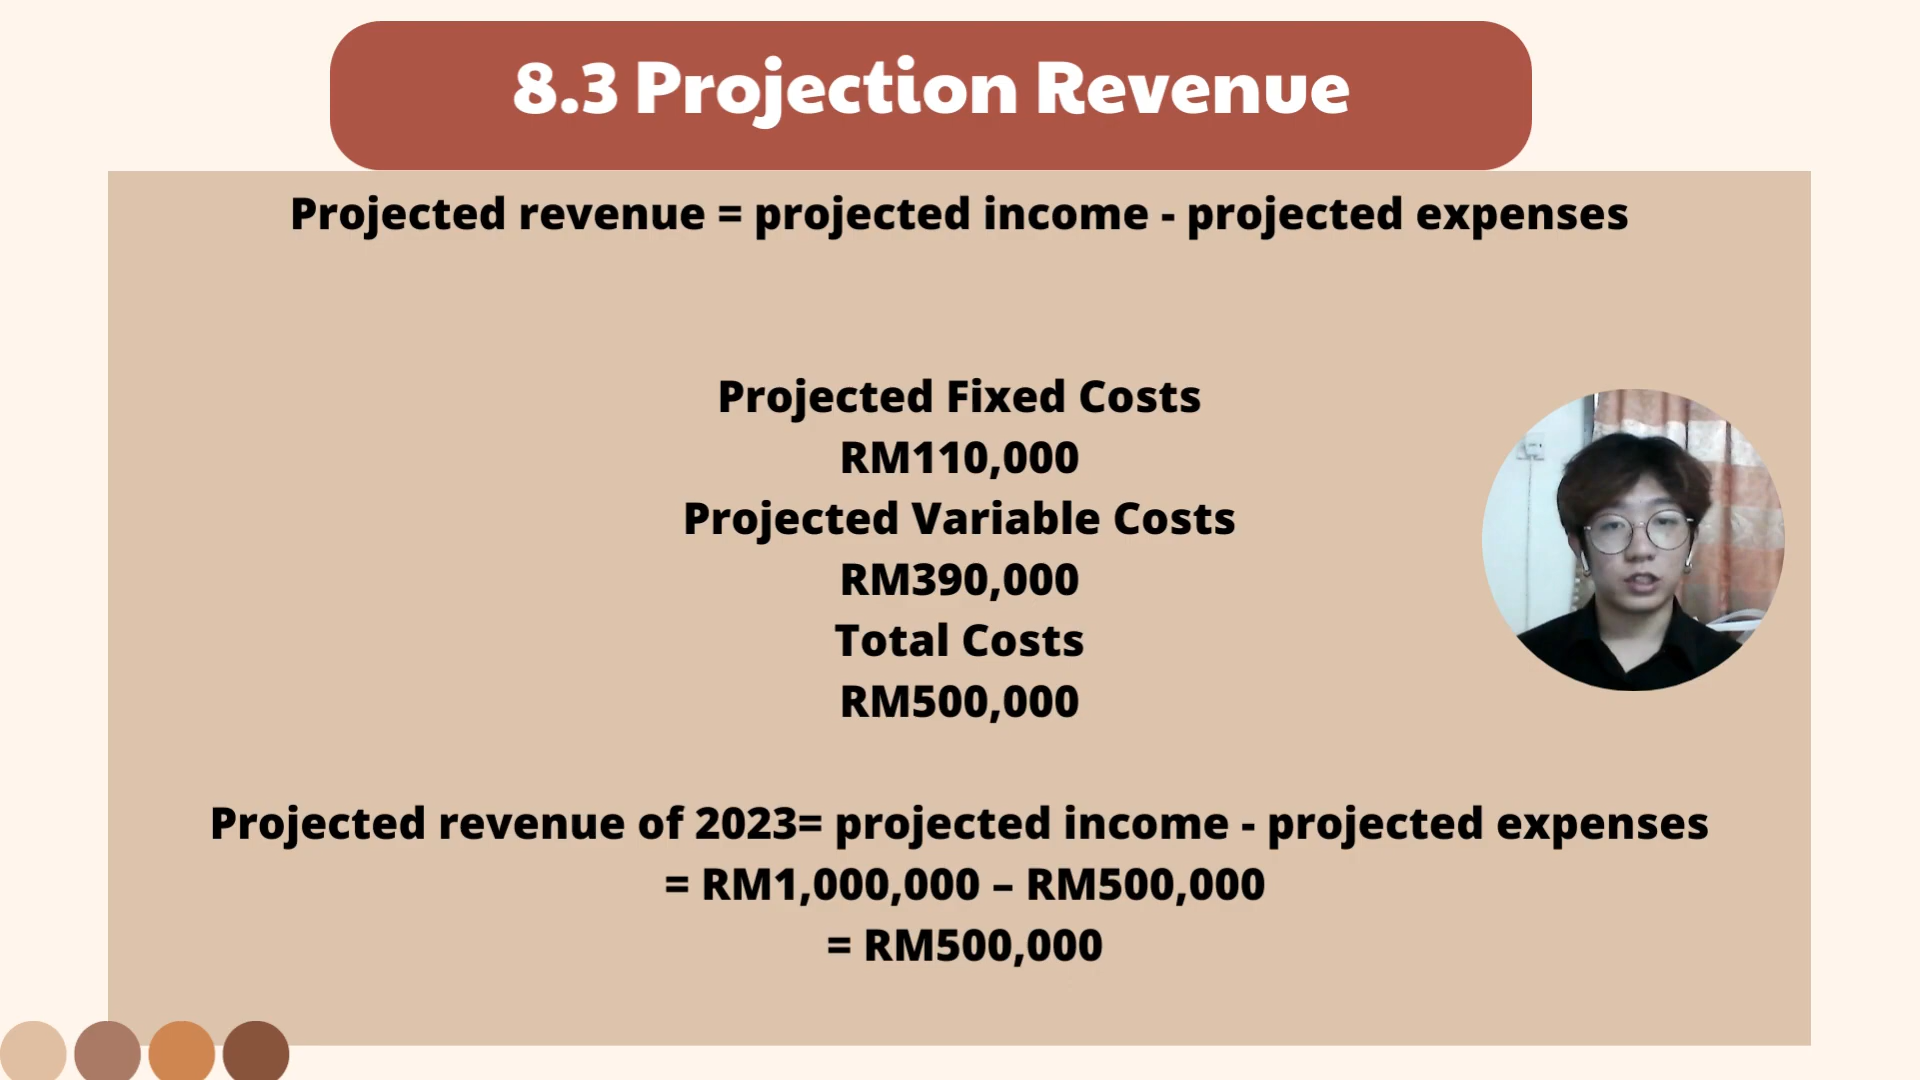 8.3 Projection Revenue
Projected revenue = projected income - projected expenses
Projected Fixed Costs
RM110,000
Projected Variable Costs
RM390,000
Total Costs
RM500,000
Projected revenue of 2023= projected income - projected expenses
= RM1,000,000 – RM500,000
= RM500,000